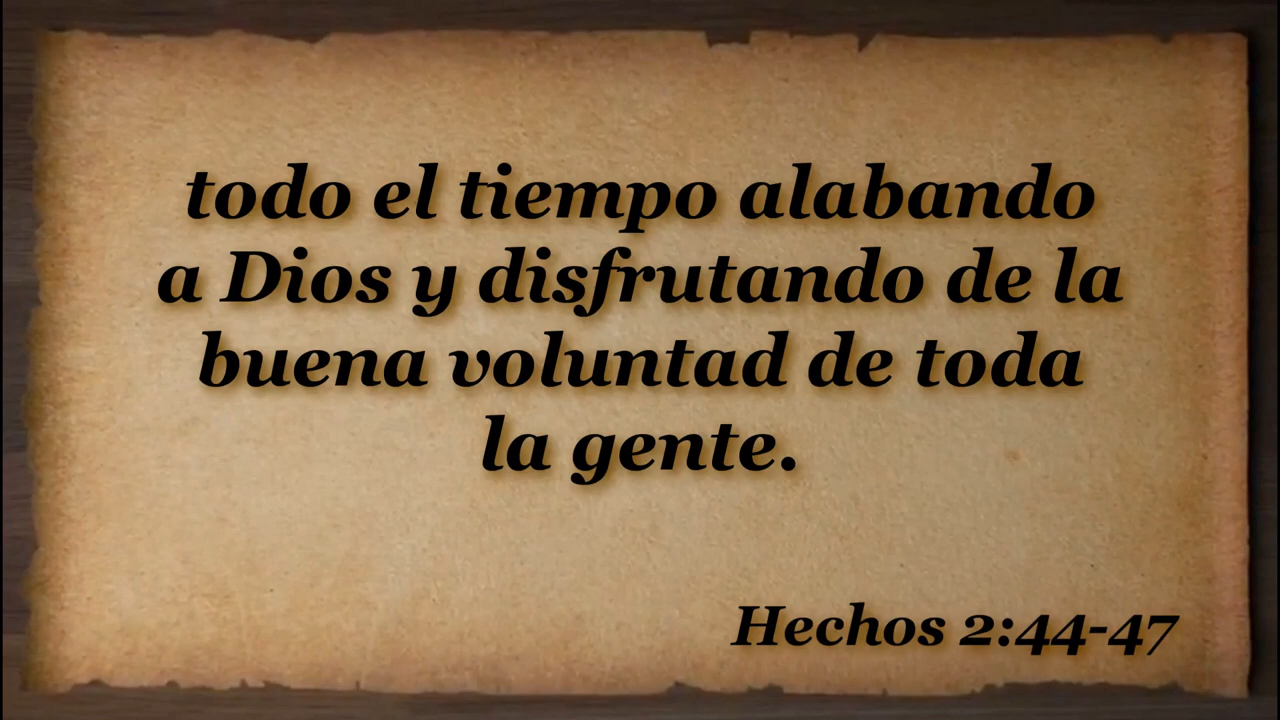 todo el tiempo alabando
a Dios y disfrutando de la
buena voluntad de toda
la gente.
Hechos 2:44-47